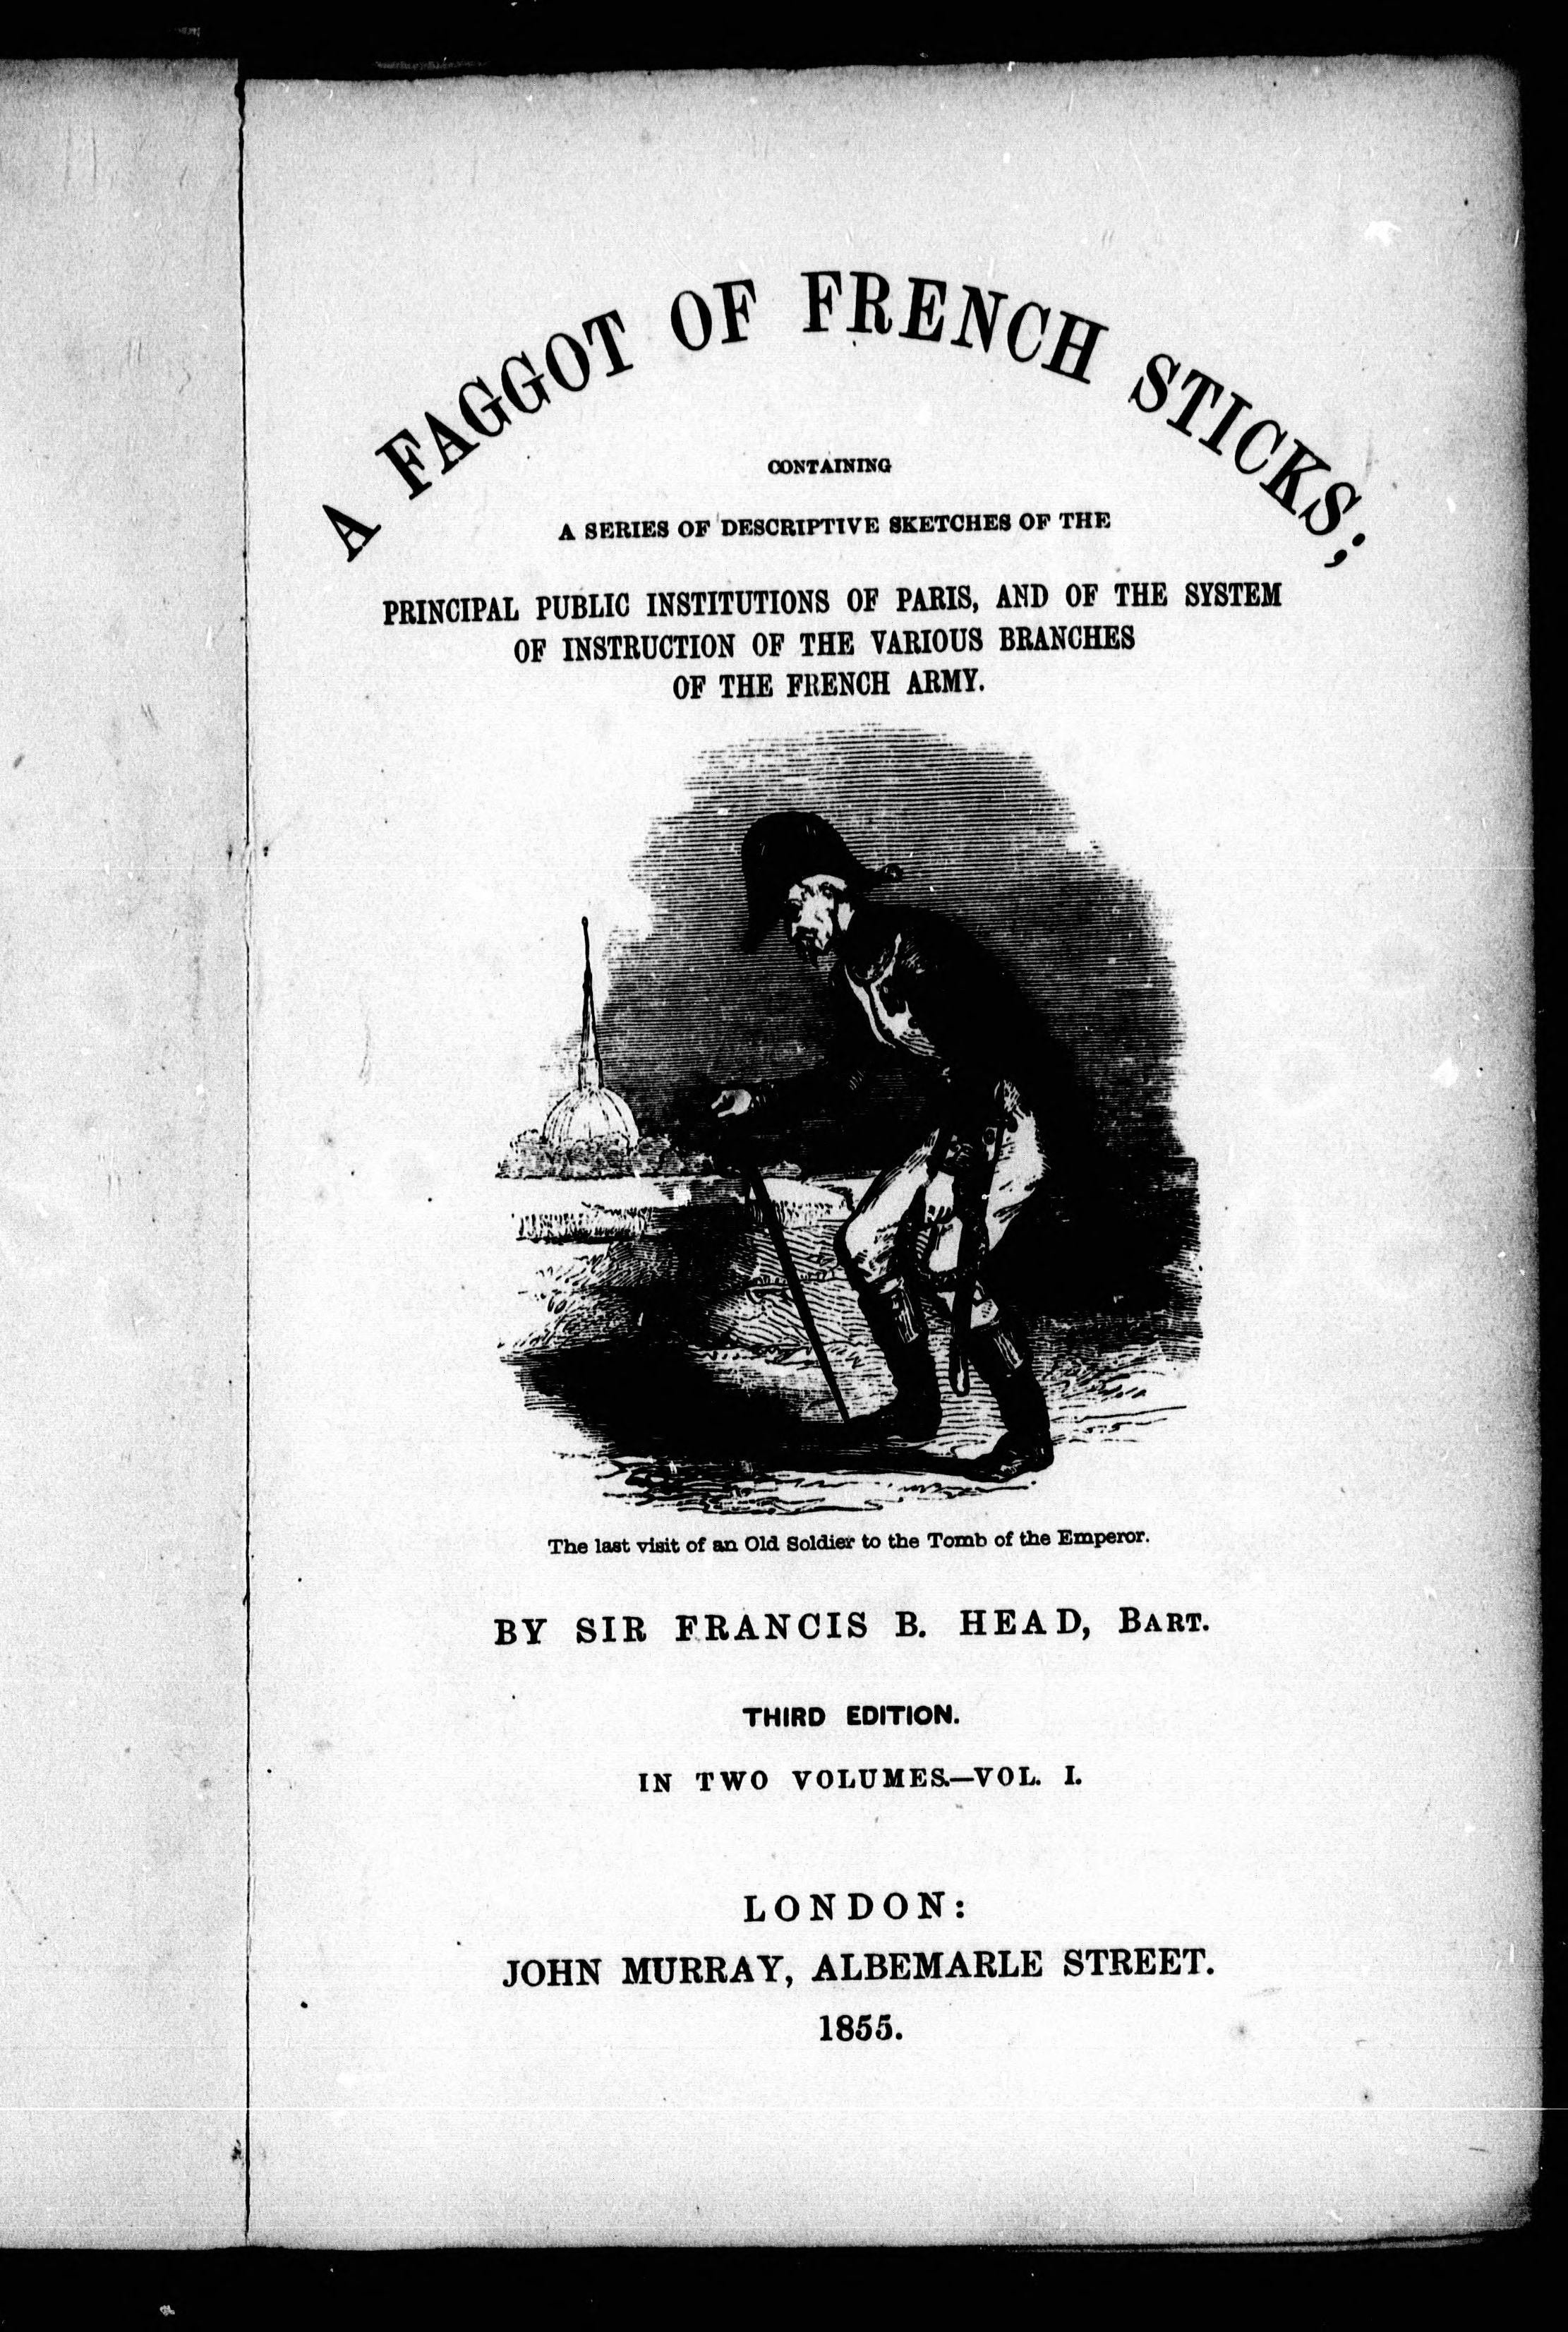 A FAGGOT OF FRENCH STICKS;
CONTAINING
A SERIES OF DESCRIPTIVE SKETCHES OF THE
PRINCIPAL PUBLIC INSTITUTIONS OF PARIS, AND OF THE SYSTEM
OF INSTRUCTION OF THE VARIOUS BRANCHES
OF THE FRENCH ARMY.
The last visit of an Old Soldier to the Tomb of the Emperor.
BY SIR FRANCIS B. HEAD, BART.
THIRD EDITION.
IN TWO VOLUMES.—VOL. I.
LONDON:
JOHN MURRAY, ALBEMARLE STREET.
1855.